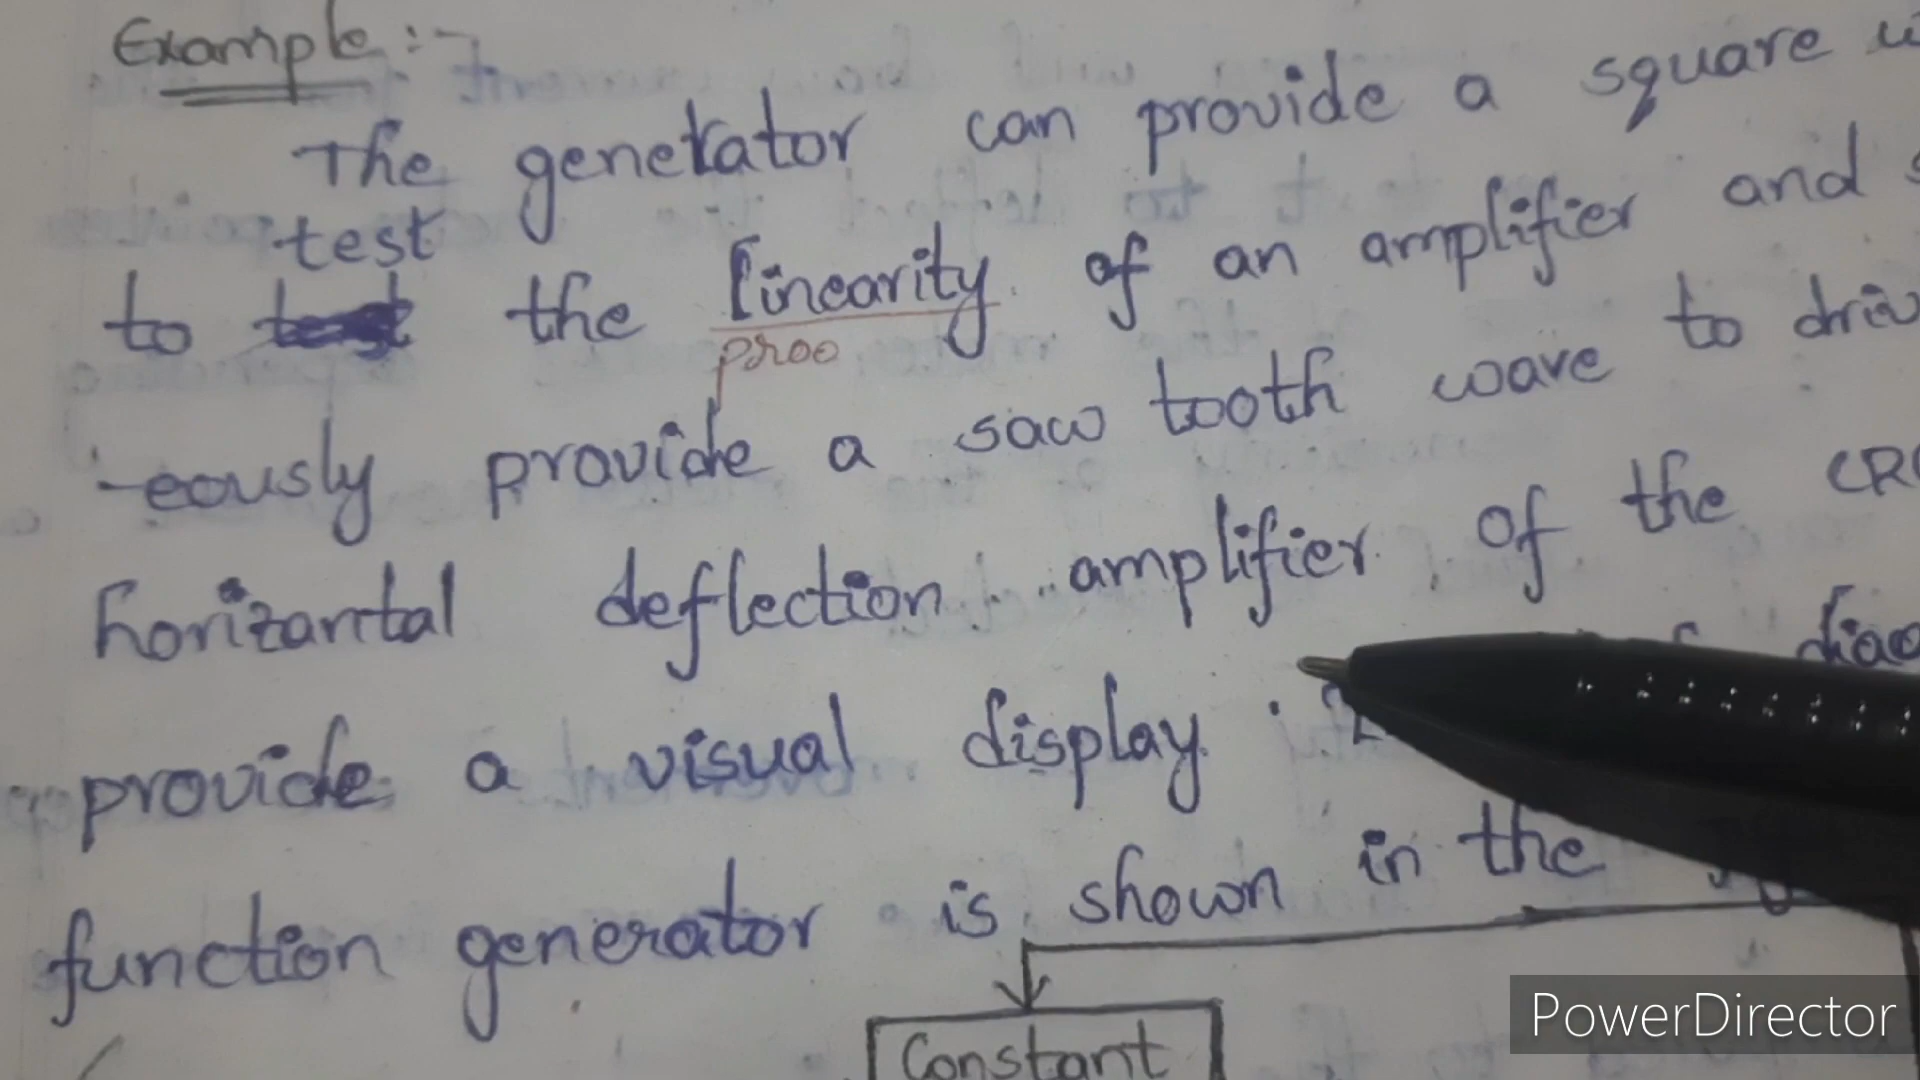 Example :-
The generator can provide a square
test
to the linearity of an amplifier and
proo
-eously provide a saw tooth wave to
horizantal deflection amplifier of the
provide a visual display.
function generator is shown in the
Constant
PowerDirector